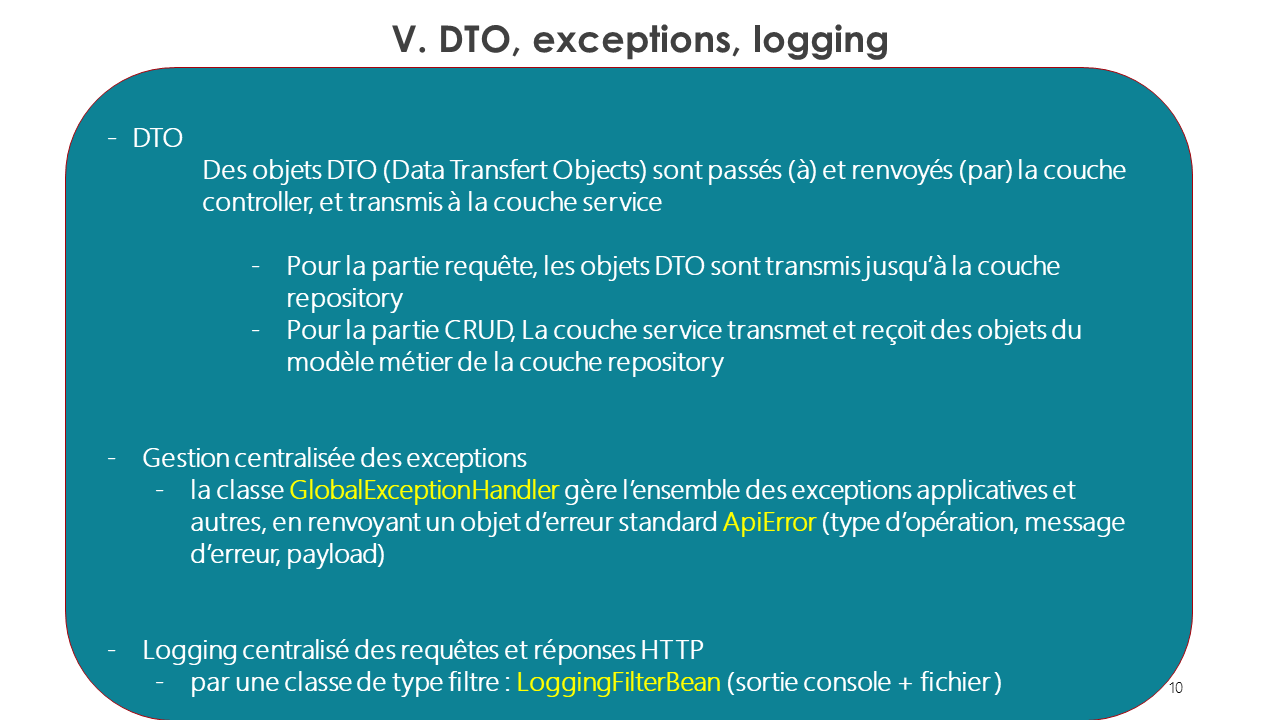 V. DTO, exceptions, logging
- DTO
Des objets DTO (Data Transfert Objects) sont passés (à) et renvoyés (par) la couche
controller, et transmis à la couche service
- Pour la partie requête, les objets DTO sont transmis jusqu’à la couche
repository
- Pour la partie CRUD, La couche service transmet et reçoit des objets du
modèle métier de la couche repository
- Gestion centralisée des exceptions
- la classe GlobalExceptionHandler gère l’ensemble des exceptions applicatives et
autres, en renvoyant un objet d’erreur standard ApiError (type d’opération, message
d’erreur, payload)
- Logging centralisé des requêtes et réponses HTTP
- par une classe de type filtre : LoggingFilterBean (sortie console + fichier )
10